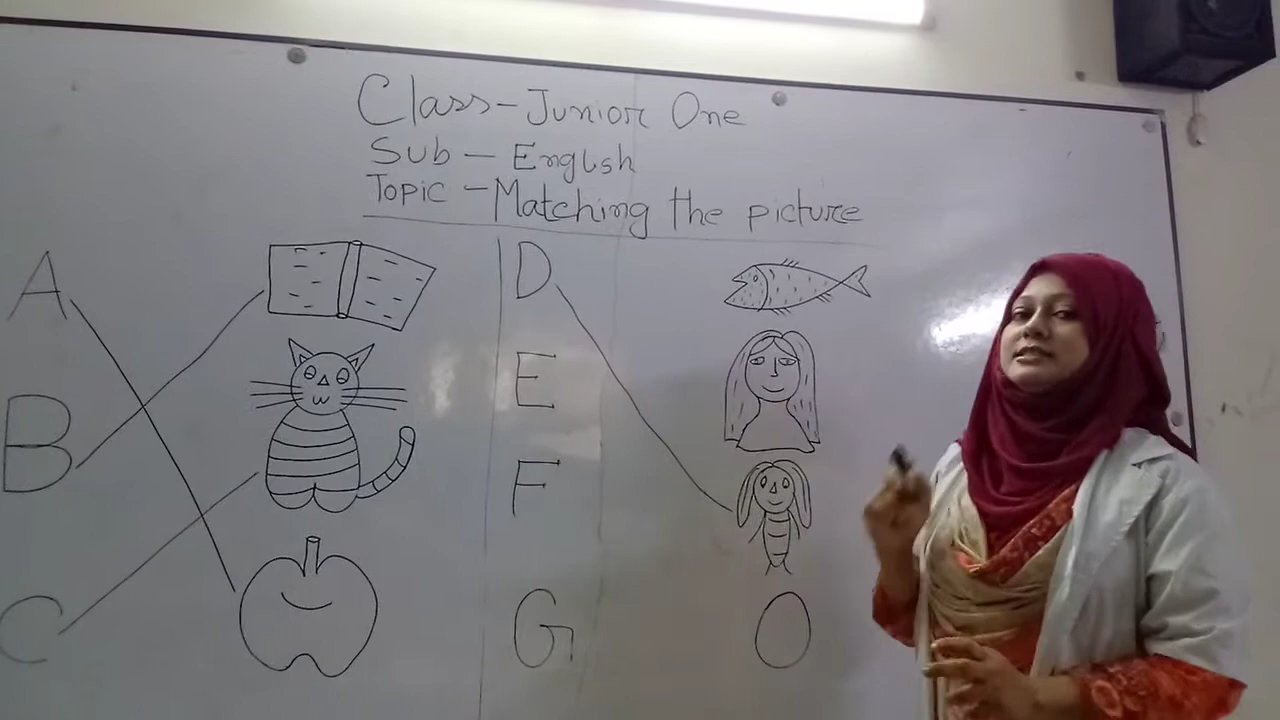 Class - Junior One
Sub - English
Topic - Matching the picture
A
B
C
D
E
F
G